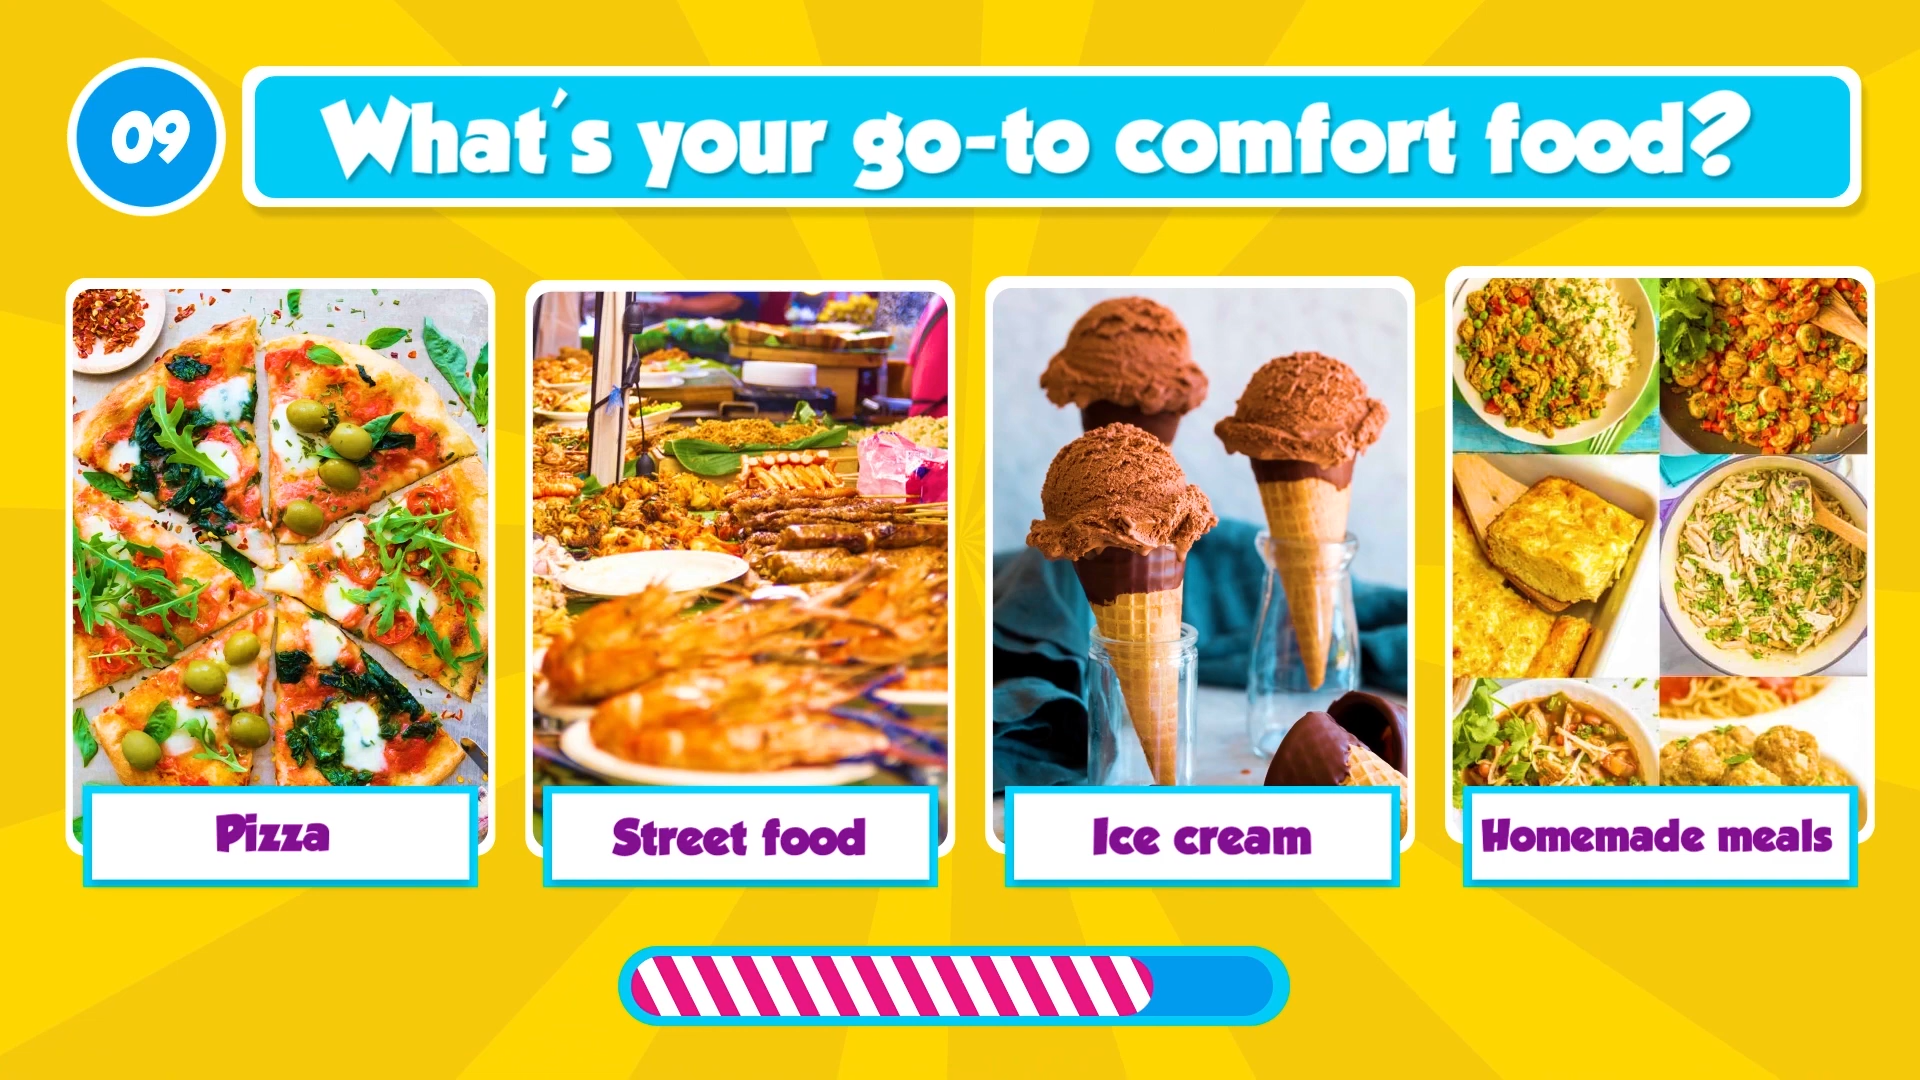 09
What's your go-to comfort food?
Pizza
Street food
Ice cream
Homemade meals